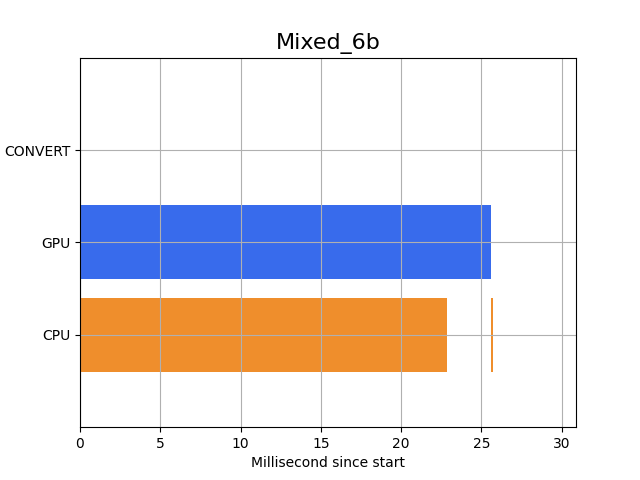 Mixed_6b
CONVERT
GPU
CPU
0 5 10 15 20 25 30
Millisecond since start